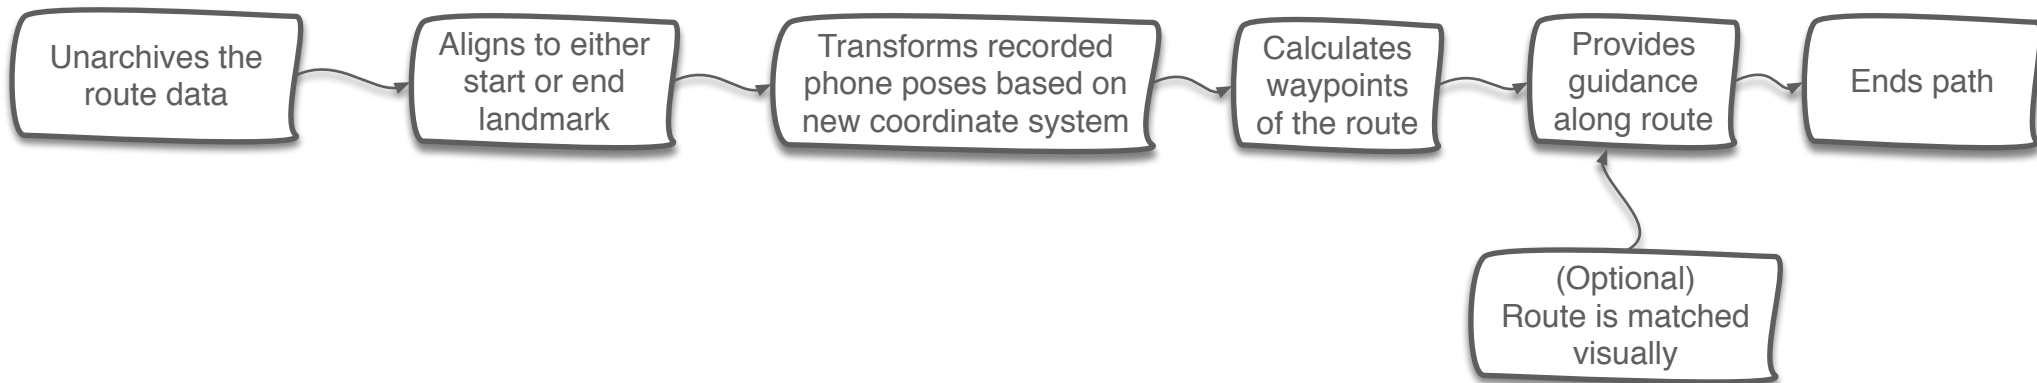 Unarchives the
route data
Aligns to either
start or end
landmark
Transforms recorded
phone poses based on
new coordinate system
Calculates
waypoints
of the route
Provides
guidance
along route
Ends path
(Optional)
Route is matched
visually